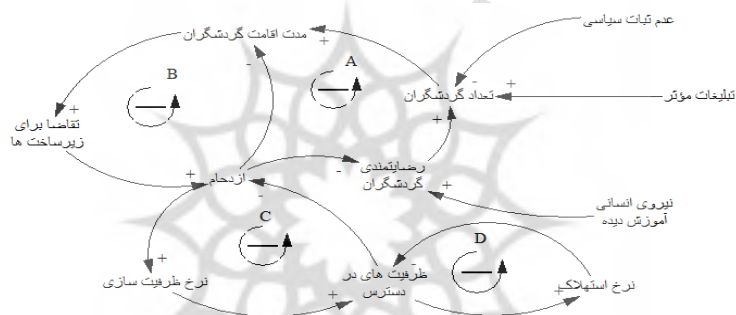 عدم ثبات سیاسی
مدت اقامت گردشگران
+
+
-
A
B
-
+
تعداد گردشگران
تبلیغات مؤثر
+
تقاضا برای
زیرساخت ها
+
رضایتمندی
گردشگران
-
+
ازدحام
+
نیروی انسانی
آموزش دیده
-
C
D
+
نرخ ظرفیت سازی
ظرفیت های در
دسترس
-
+
نرخ استهلاک
+